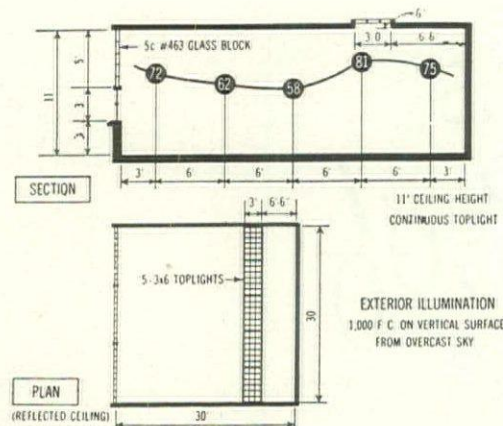 6'
3 0
6 6
5c #463 GLASS BLOCK
5'
11
3
3'
72
62
58
81
75
3'
6
6'
6'
6'
3'
SECTION
11' CEILING HEIGHT
CONTINUOUS TOPLIGHT
3'
6'6"
5-3x6 TOPLIGHTS
30
EXTERIOR ILLUMINATION
1,000 F C. ON VERTICAL SURFACE
FROM OVERCAST SKY
PLAN
(REFLECTED CEILING)
30'